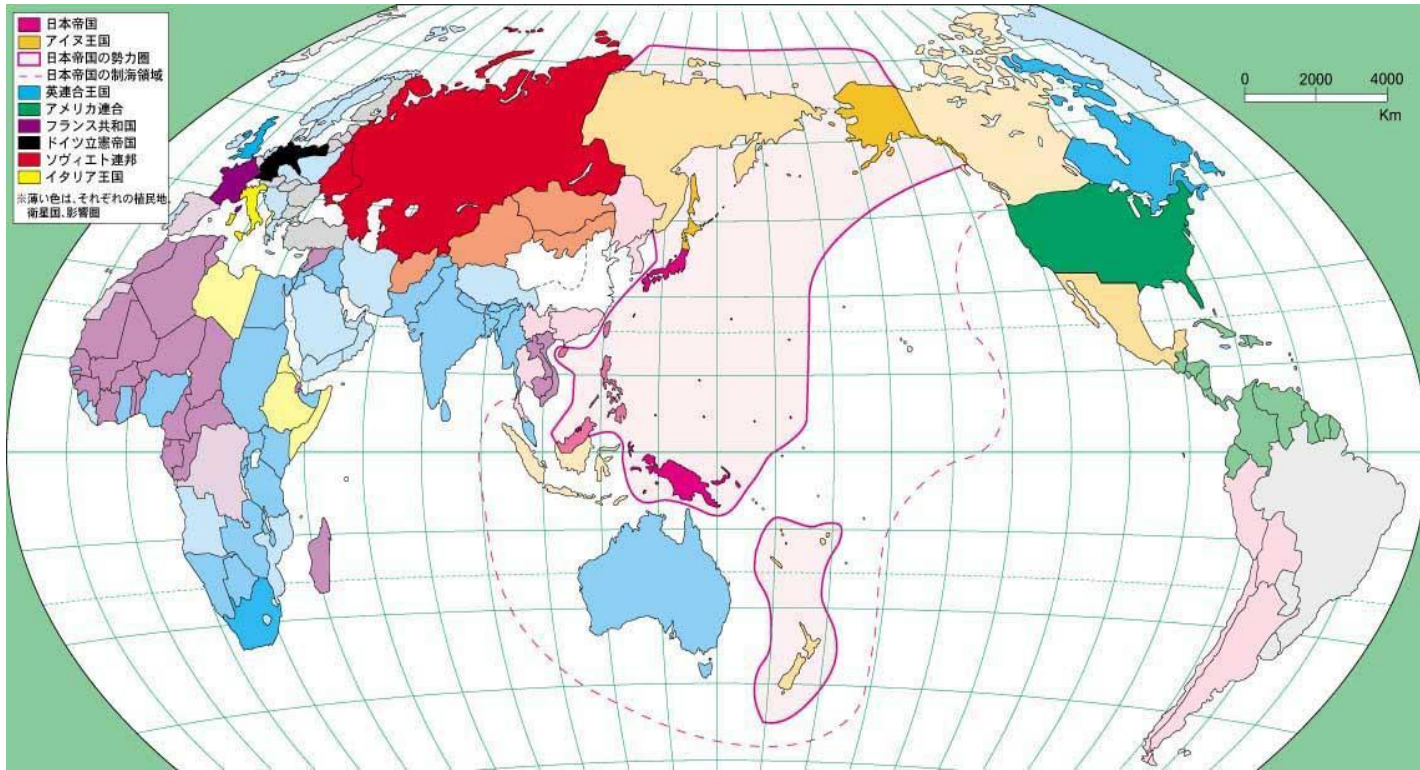 日本帝国
アイヌ王国
日本帝国の勢力圏
日本帝国の制海領域
英連合王国
アメリカ連合
フランス共和国
ドイツ立憲帝国
ソヴィエト連邦
イタリア王国
※薄い色は、それぞれの植民地、
衛星国、影響圏
0 2000 4000
Km